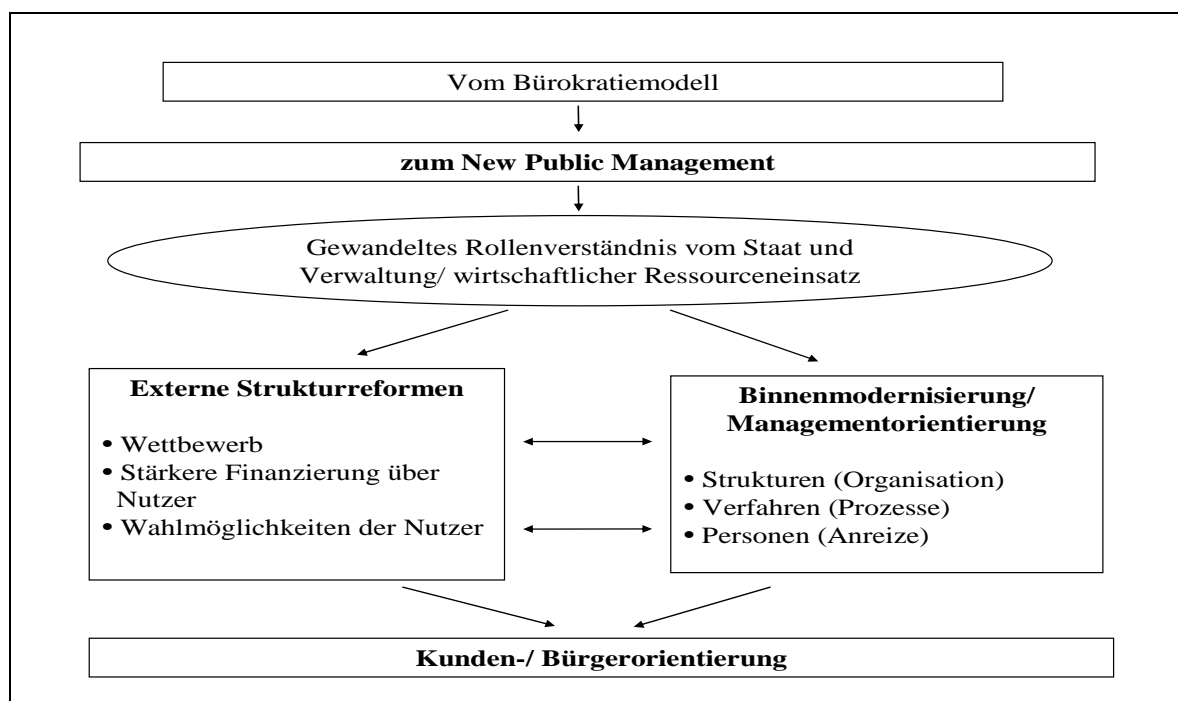 Vom Bürokratiemodell
zum New Public Management
Gewandeltes Rollenverständnis vom Staat und
Verwaltung/ wirtschaftlicher Ressourceneinsatz
Externe Strukturreformen
• Wettbewerb
• Stärkere Finanzierung über
Nutzer
• Wahlmöglichkeiten der Nutzer
Binnenmodernisierung/
Managementorientierung
• Strukturen (Organisation)
• Verfahren (Prozesse)
• Personen (Anreize)
Kunden-/ Bürgerorientierung